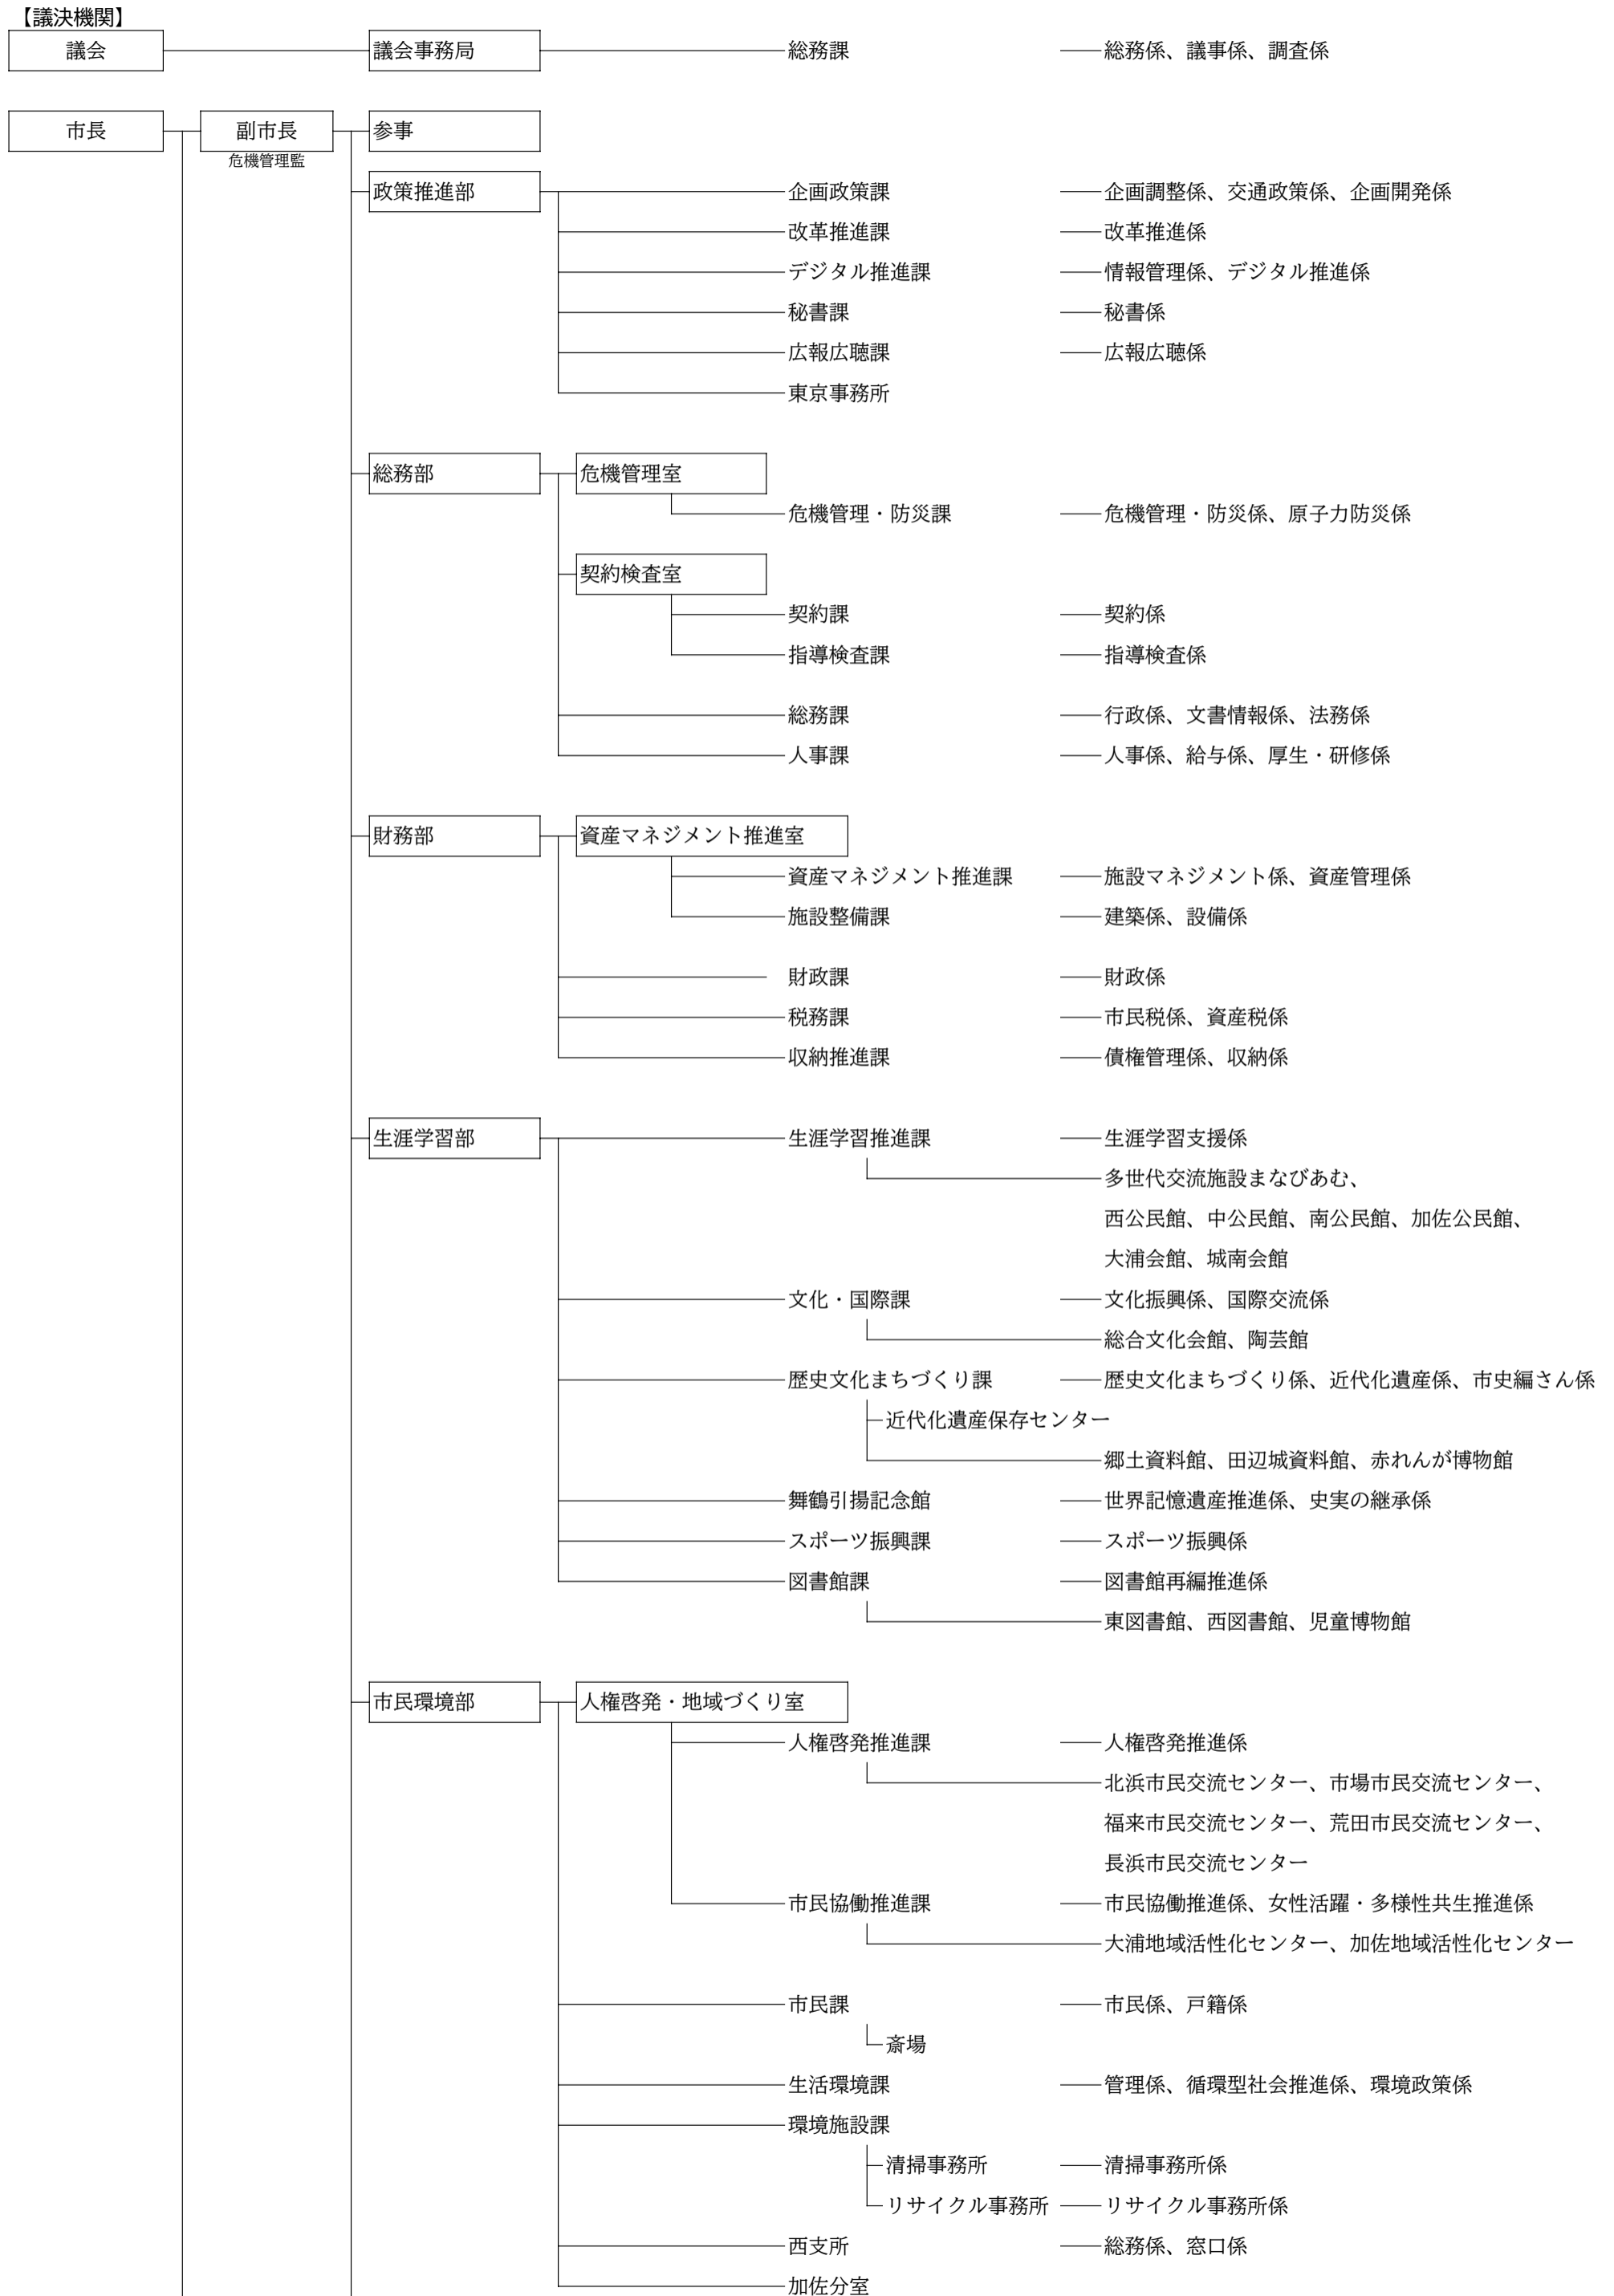 【議決機関】
議会 議会事務局 総務課 総務係、議事係、調査係
市長 副市長 参事
危機管理監
政策推進部 企画政策課 企画調整係、交通政策係、企画開発係
改革推進課 改革推進係
デジタル推進課 情報管理係、デジタル推進係
秘書課 秘書係
広報広聴課 広報広聴係
東京事務所
総務部 危機管理室
危機管理・防災課 危機管理・防災係、原子力防災係
契約検査室
契約課 契約係
指導検査課 指導検査係
総務課 行政係、文書情報係、法務係
人事課 人事係、給与係、厚生・研修係
財務部 資産マネジメント推進室
資産マネジメント推進課 施設マネジメント係、資産管理係
施設整備課 建築係、設備係
財政課 財政係
税務課 市民税係、資産税係
収納推進課 債権管理係、収納係
生涯学習部 生涯学習推進課 生涯学習支援係
多世代交流施設まなびあむ、
西公民館、中公民館、南公民館、加佐公民館、
大浦会館、城南会館
文化・国際課 文化振興係、国際交流係
総合文化会館、陶芸館
歴史文化まちづくり課 歴史文化まちづくり係、近代化遺産係、市史編さん係
近代化遺産保存センター
郷土資料館、田辺城資料館、赤れんが博物館
舞鶴引揚記念館 世界記憶遺産推進係、史実の継承係
スポーツ振興課 スポーツ振興係
図書館課 図書館再編推進係
東図書館、西図書館、児童博物館
市民環境部 人権啓発・地域づくり室
人権啓発推進課 人権啓発推進係
北浜市民交流センター、市場市民交流センター、
福来市民交流センター、荒田市民交流センター、
長浜市民交流センター
市民協働推進課 市民協働推進係、女性活躍・多様性共生推進係
大浦地域活性化センター、加佐地域活性化センター
市民課 市民係、戸籍係
斎場
生活環境課 管理係、循環型社会推進係、環境政策係
環境施設課
清掃事務所 清掃事務所係
リサイクル事務所 リサイクル事務所係
西支所 総務係、窓口係
加佐分室